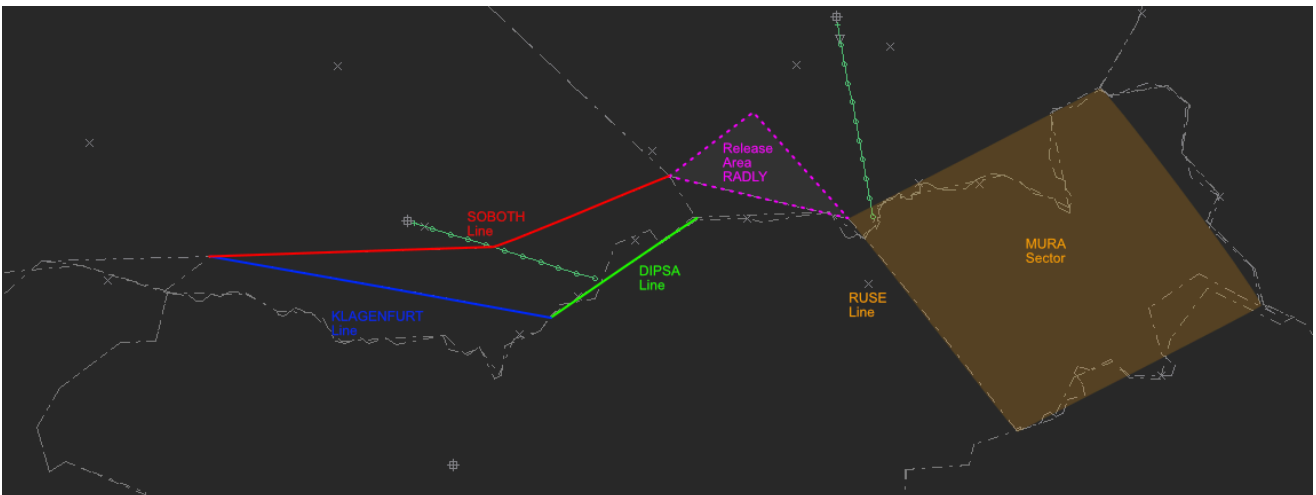 Release
Area
RADLY
SOBOTH
Line
MURA
Sector
DIPSA
Line
RUSE
Line
KLAGENFURT
Line